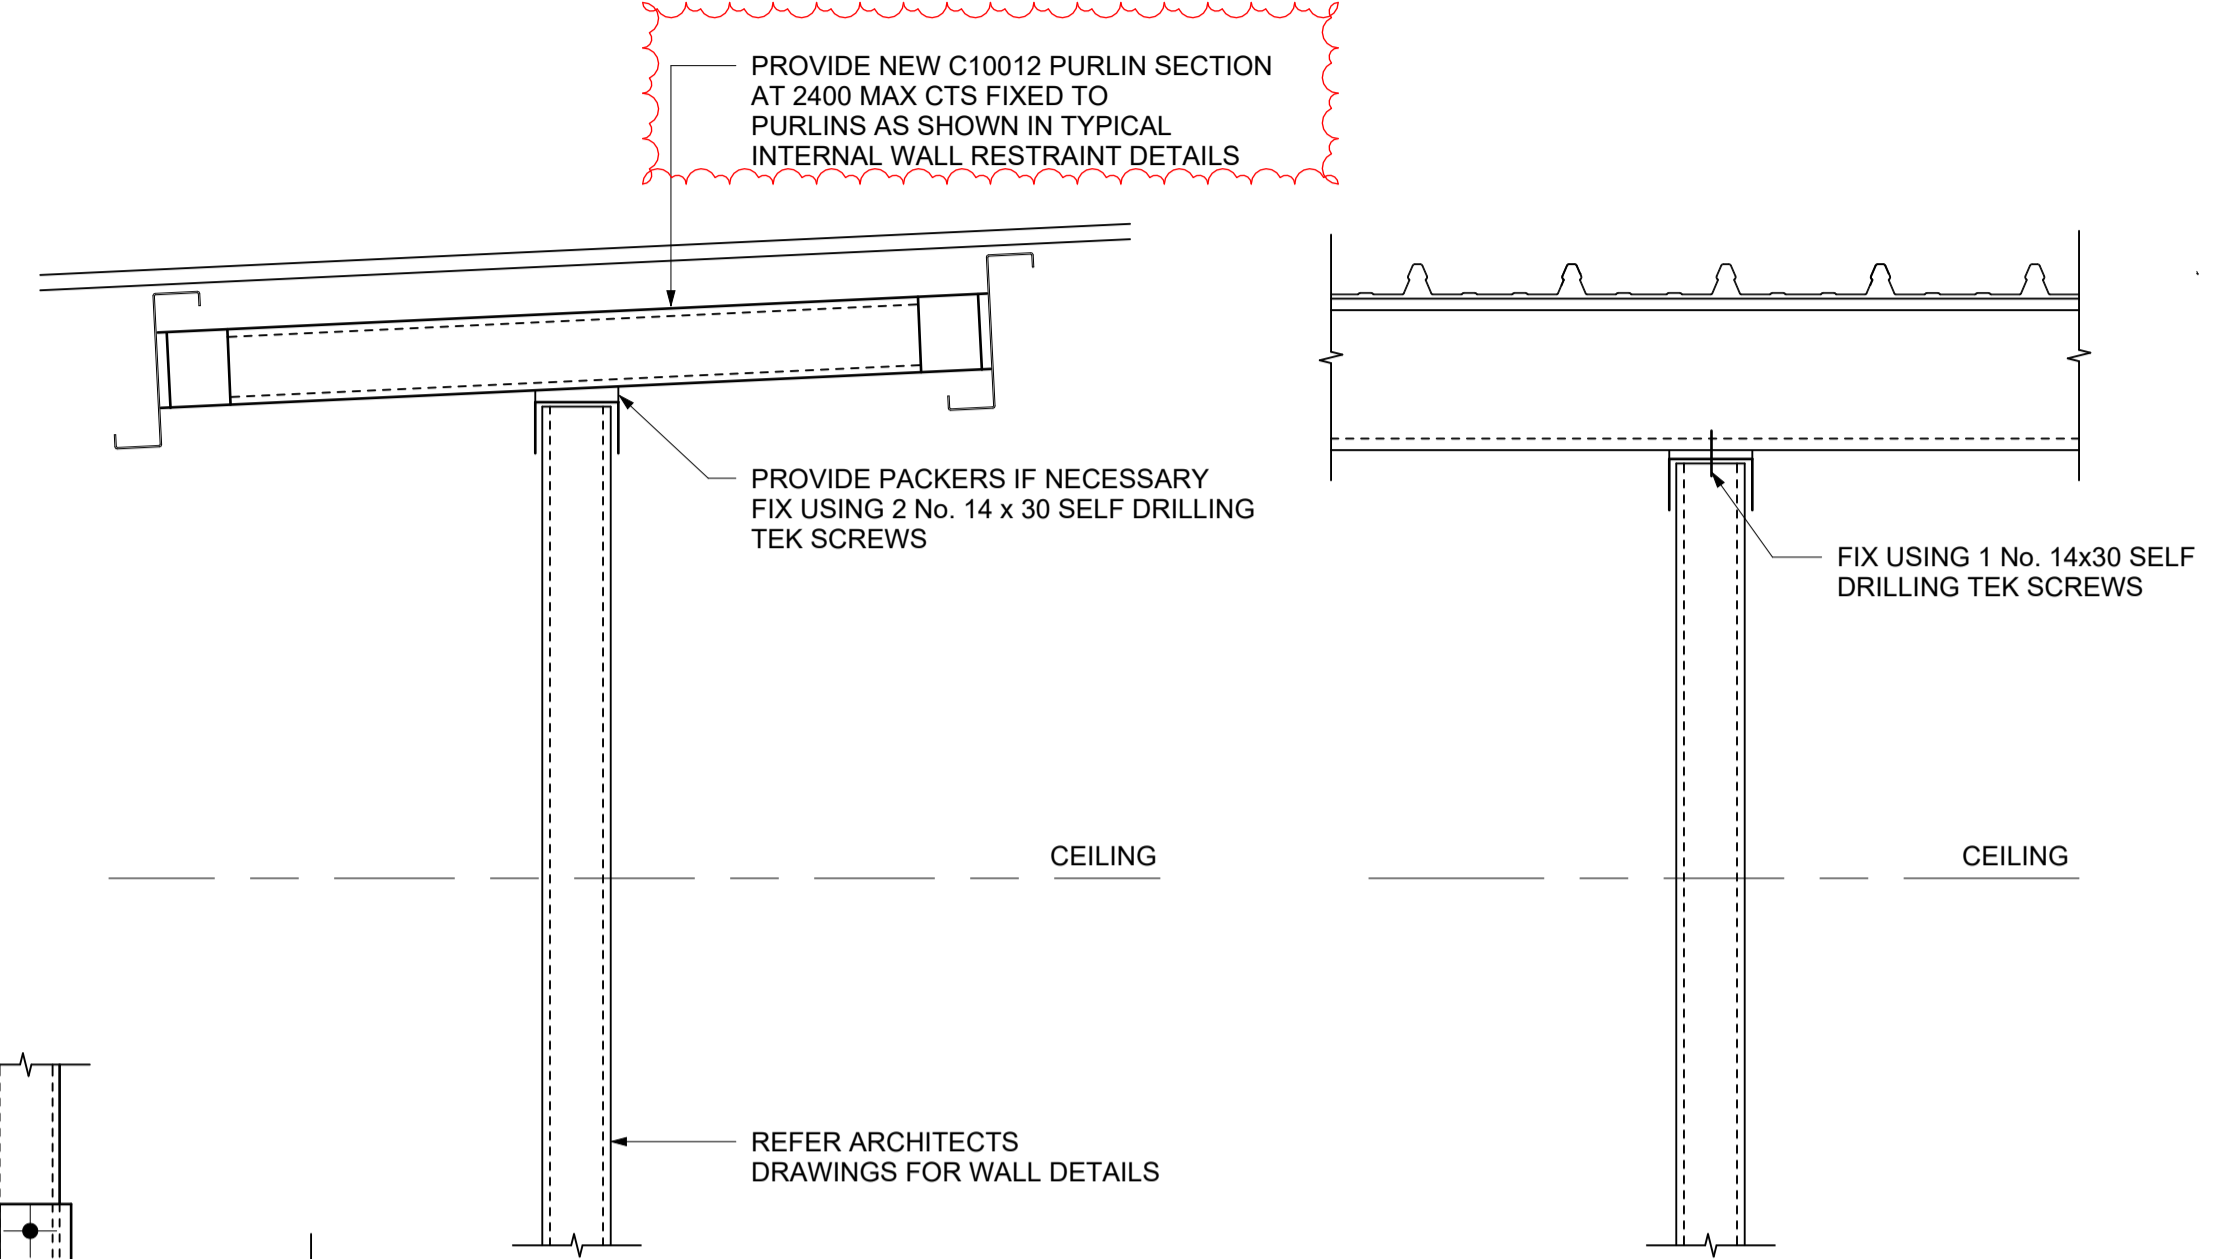 PROVIDE NEW C10012 PURLIN SECTION
AT 2400 MAX CTS FIXED TO
PURLINS AS SHOWN IN TYPICAL
INTERNAL WALL RESTRAINT DETAILS
PROVIDE PACKERS IF NECESSARY
FIX USING 2 No. 14 x 30 SELF DRILLING
TEK SCREWS
FIX USING 1 No. 14x30 SELF
DRILLING TEK SCREWS
CEILING
CEILING
REFER ARCHITECTS
DRAWINGS FOR WALL DETAILS